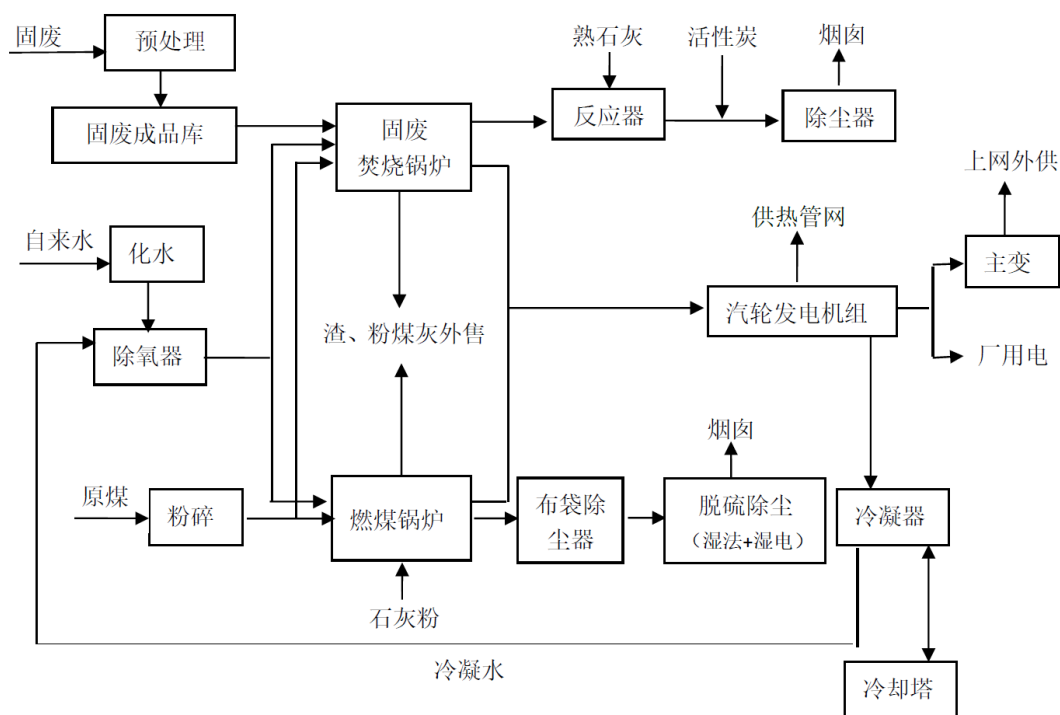 固废
预处理
固废成品库
熟石灰
活性炭
烟囱
固废
焚烧锅炉
反应器
除尘器
上网外供
自来水
化水
供热管网
主变
除氧器
渣、粉煤灰外售
汽轮发电机组
厂用电
原煤
粉碎
燃煤锅炉
布袋除
尘器
烟囱
脱硫除尘
（湿法+湿电）
冷凝器
石灰粉
冷凝水
冷却塔